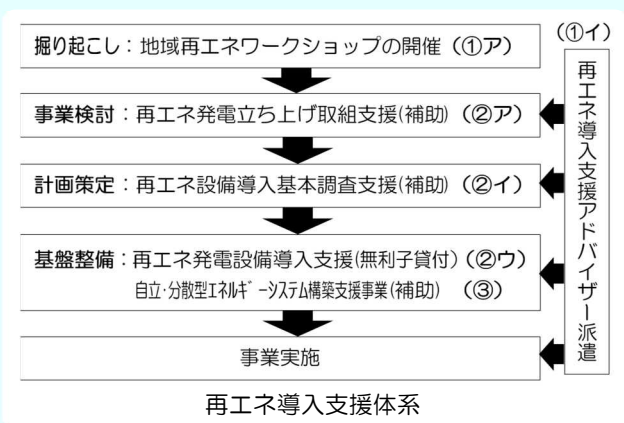 掘り起こし：地域再エネワークショップの開催（①ア）
（①イ）
事業検討：再エネ発電立ち上げ取組支援(補助)（②ア）
計画策定：再エネ設備導入基本調査支援(補助)（②イ）
基盤整備：再エネ発電設備導入支援(無利子貸付)（②ウ）
自立・分散型ｴﾈﾙｷﾞｰｼｽﾃﾑ構築支援事業(補助)（③）
事業実施
再エネ導入支援アドバイザー派遣
再エネ導入支援体系